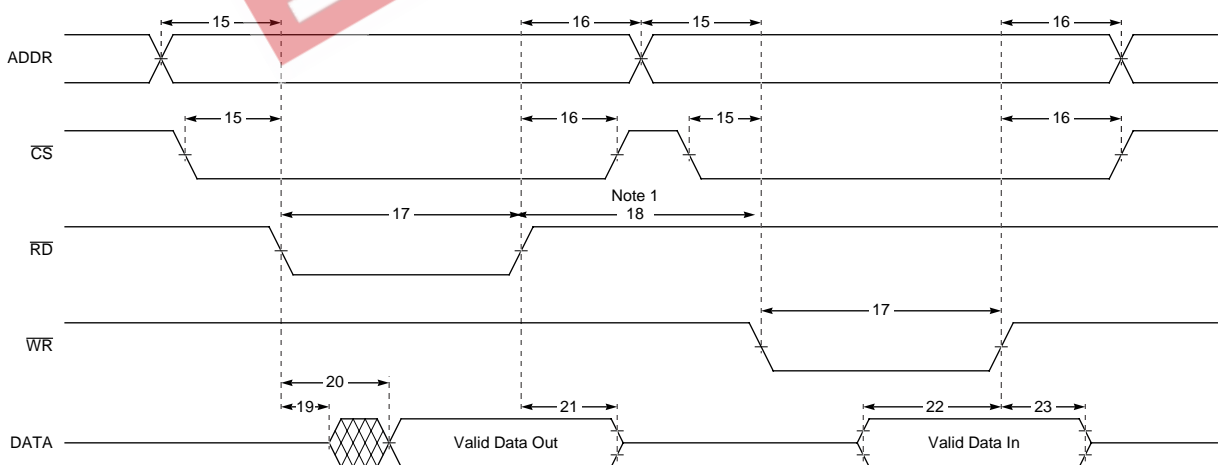 15 16 15 16
ADDR
15 16 15 16
CS
Note 1
17 18
RD
17
WR
20
19 21 22 23
DATA Valid Data Out Valid Data In